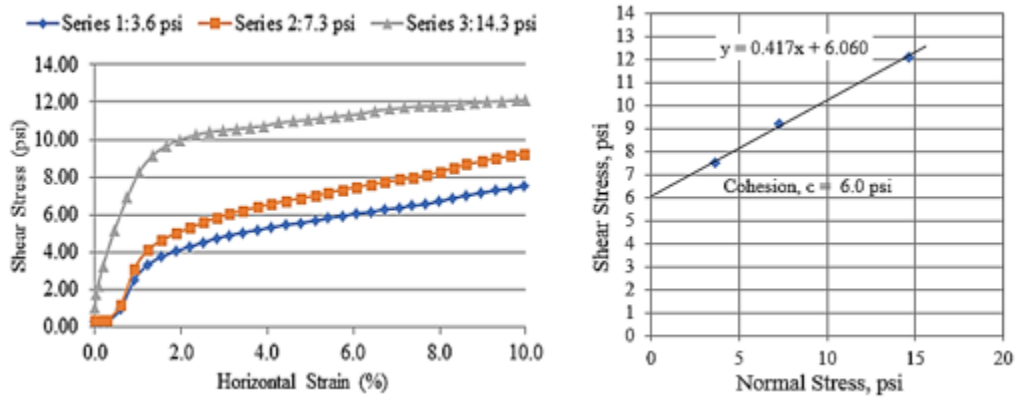 Series 1:3.6 psi Series 2:7.3 psi Series 3:14.3 psi
14.00
12.00
10.00
8.00
6.00
4.00
2.00
0.00
Shear Stress (psi)
0.0 2.0 4.0 6.0 8.0 10.0
Horizontal Strain (%)
14
13
12
11
10
9
8
7
6
5
4
3
2
1
0
Shear Stress, psi
y = 0.417x + 6.060
Cohesion, c = 6.0 psi
0 5 10 15 20
Normal Stress, psi